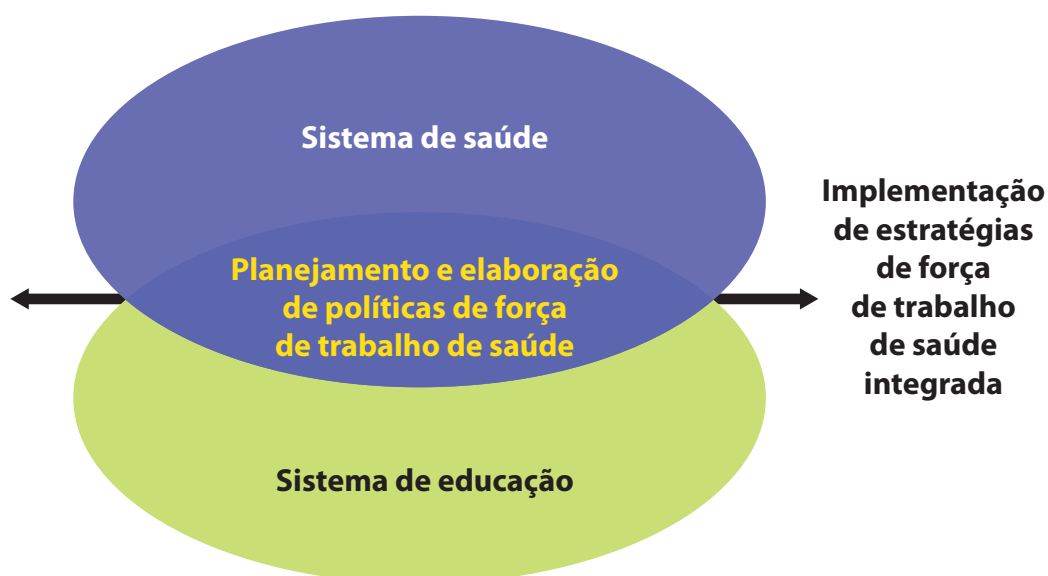 Sistema de saúde
Planejamento e elaboração
de políticas de força
de trabalho de saúde
Sistema de educação
Implementação
de estratégias
de força
de trabalho
de saúde
integrada